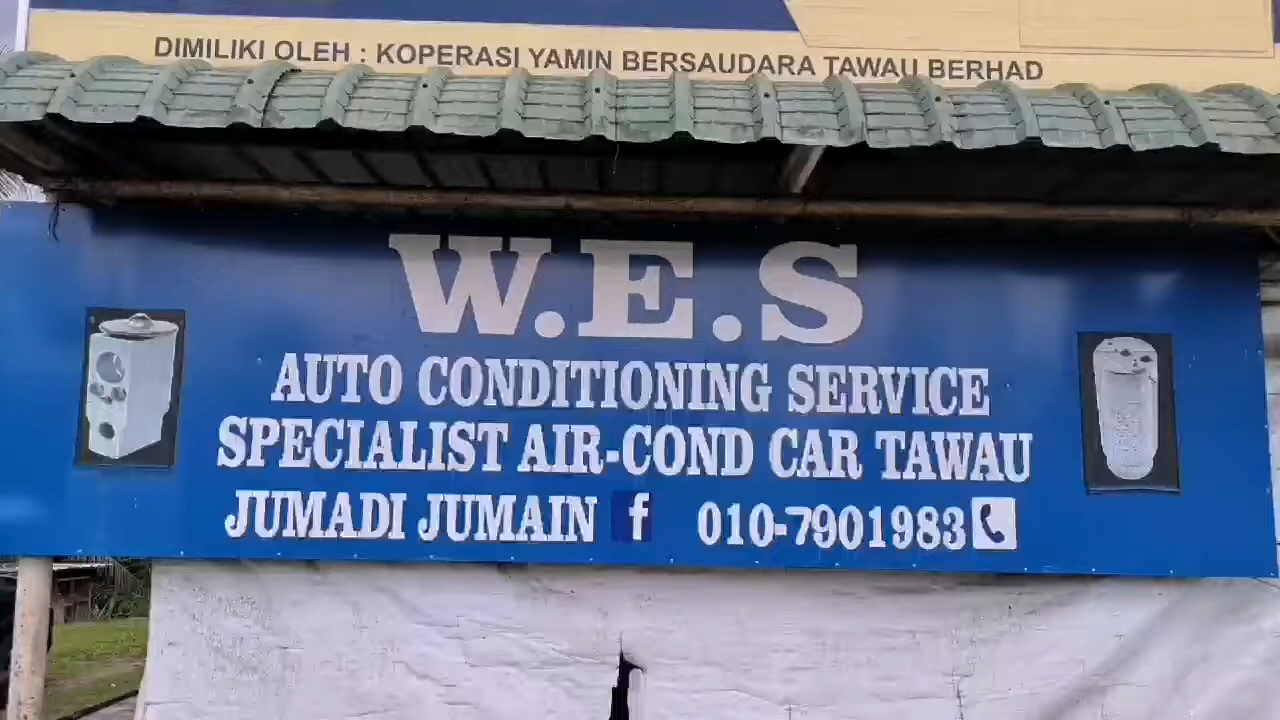 DIMILIKI OLEH : KOPERASI YAMIN BERSAUDARA TAWAU BERHAD
W.E.S
AUTO CONDITIONING SERVICE
SPECIALIST AIR-COND CAR TAWAU
JUMADI JUMAIN f 010-7901983